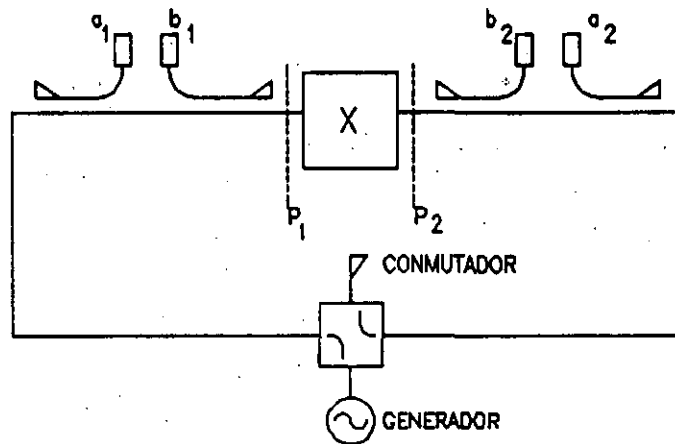 a1 b1 b2 a2
X
P1 P2
CONMUTADOR
GENERADOR